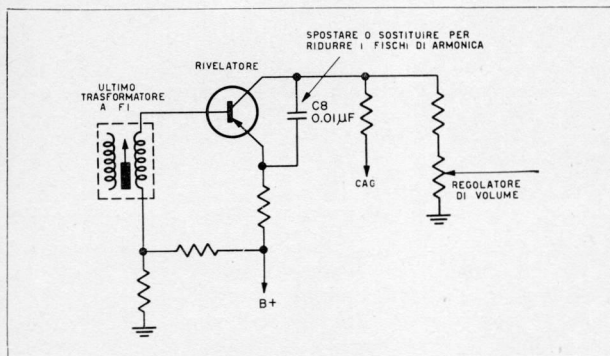 SPOSTARE O SOSTITUIRE PER
RIDURRE I FISCHI DI ARMONICA
RIVELATORE
ULTIMO
TRASFORMATORE
A FI
C8
0.01µF
CAG
REGOLATORE
DI VOLUME
B+